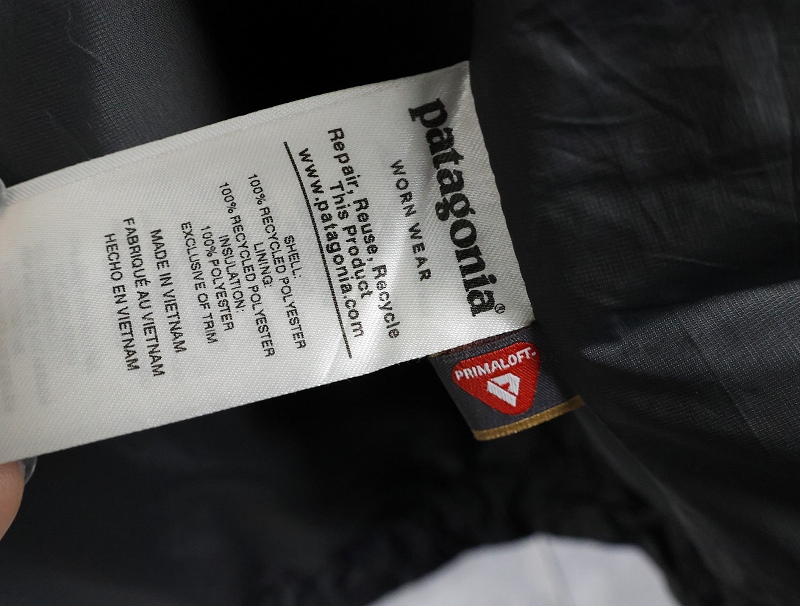 patagonia®
WORN WEAR
Repair, Reuse, Recycle
This Product
www.patagonia.com
SHELL:
100% RECYCLED POLYESTER
LINING:
100% RECYCLED POLYESTER
INSULATION:
100% POLYESTER
EXCLUSIVE OF TRIM
MADE IN VIETNAM
FABRIQUÉ AU VIETNAM
HECHO EN VIETNAM
PRIMALOFT